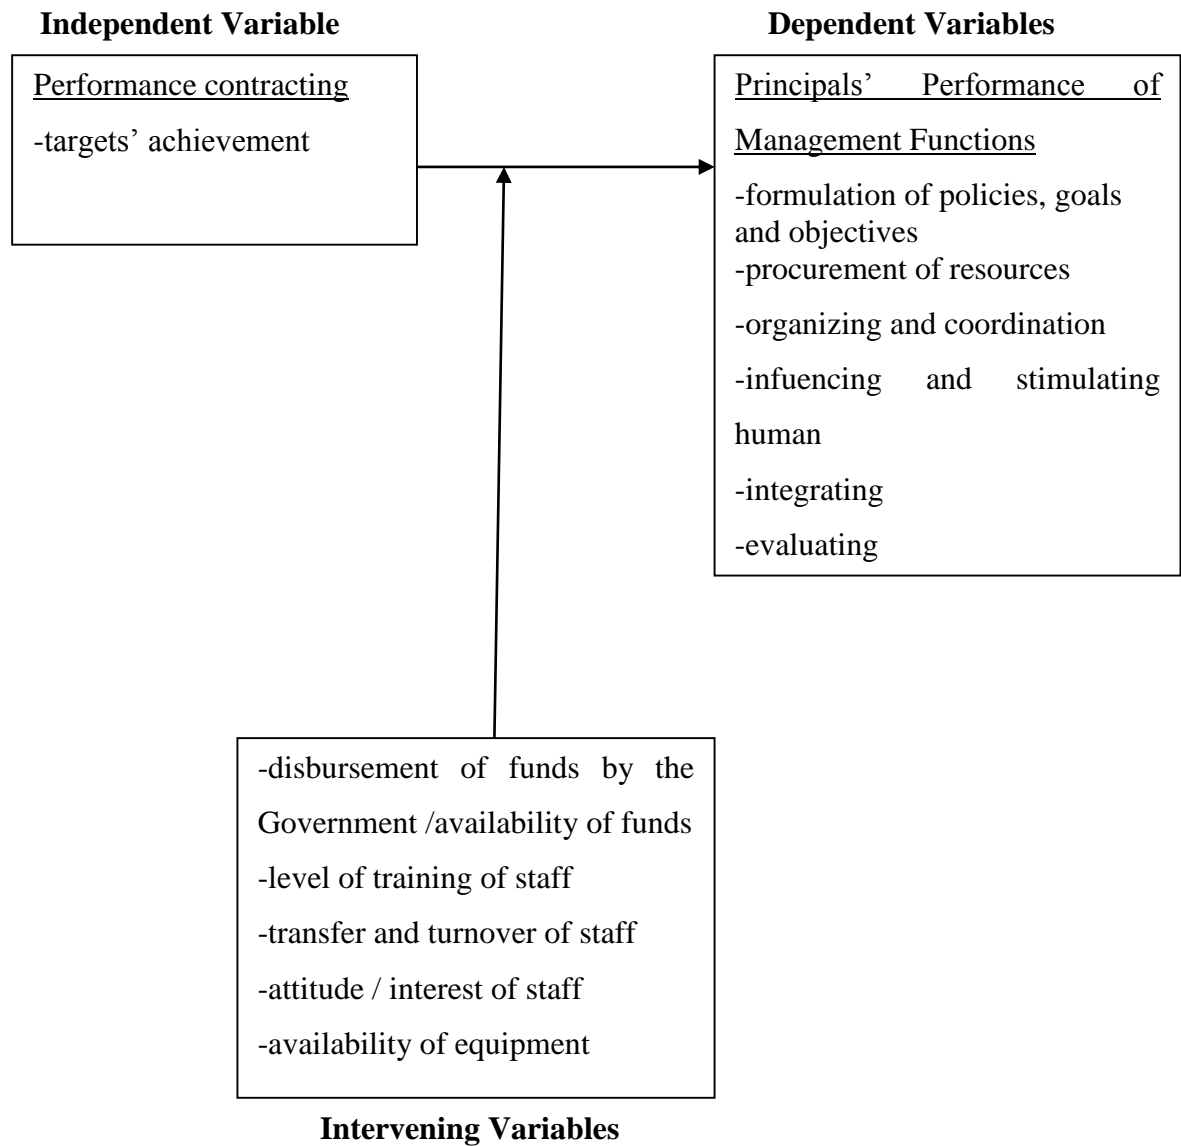 Independent Variable
Performance contracting
-targets’ achievement
Dependent Variables
Principals’ Performance of
Management Functions
-formulation of policies, goals
and objectives
-procurement of resources
-organizing and coordination
-infuencing and stimulating
human
-integrating
-evaluating
-disbursement of funds by the
Government /availability of funds
-level of training of staff
-transfer and turnover of staff
-attitude / interest of staff
-availability of equipment
Intervening Variables